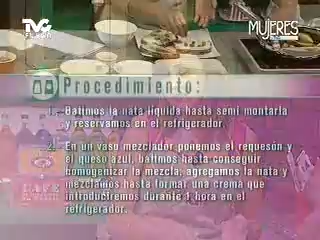 TVG
MUJERES
Procedimiento:
1.- Batimos la nata líquida hasta semi montarla
y reservamos en el refrigerador.
2.- En un vaso mezclador ponemos el requesón y
el queso azul, batimos hasta conseguir
homogenizar la mezcla, agregamos la nata y
mezclamos hasta formar una crema que
introduciremos durante 1 hora en el
refrigerador.
CAFE